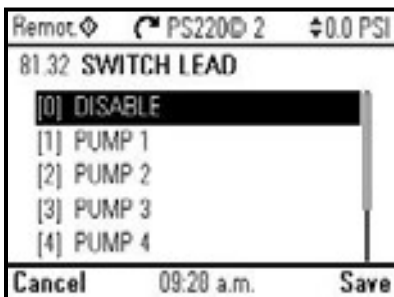 Remot PS220© 2 0.0 PSI
81.32 SWITCH LEAD
[0] DISABLE
[1] PUMP 1
[2] PUMP 2
[3] PUMP 3
[4] PUMP 4
Cancel 09:28 a.m. Save